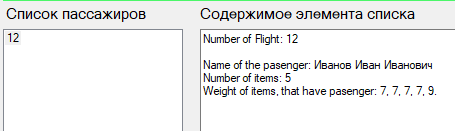 Список пассажиров
Содержимое элемента списка
12
Number of Flight: 12
Name of the pasenger: Иванов Иван Иванович
Number of items: 5
Weight of items, that have pasenger: 7, 7, 7, 7, 9.